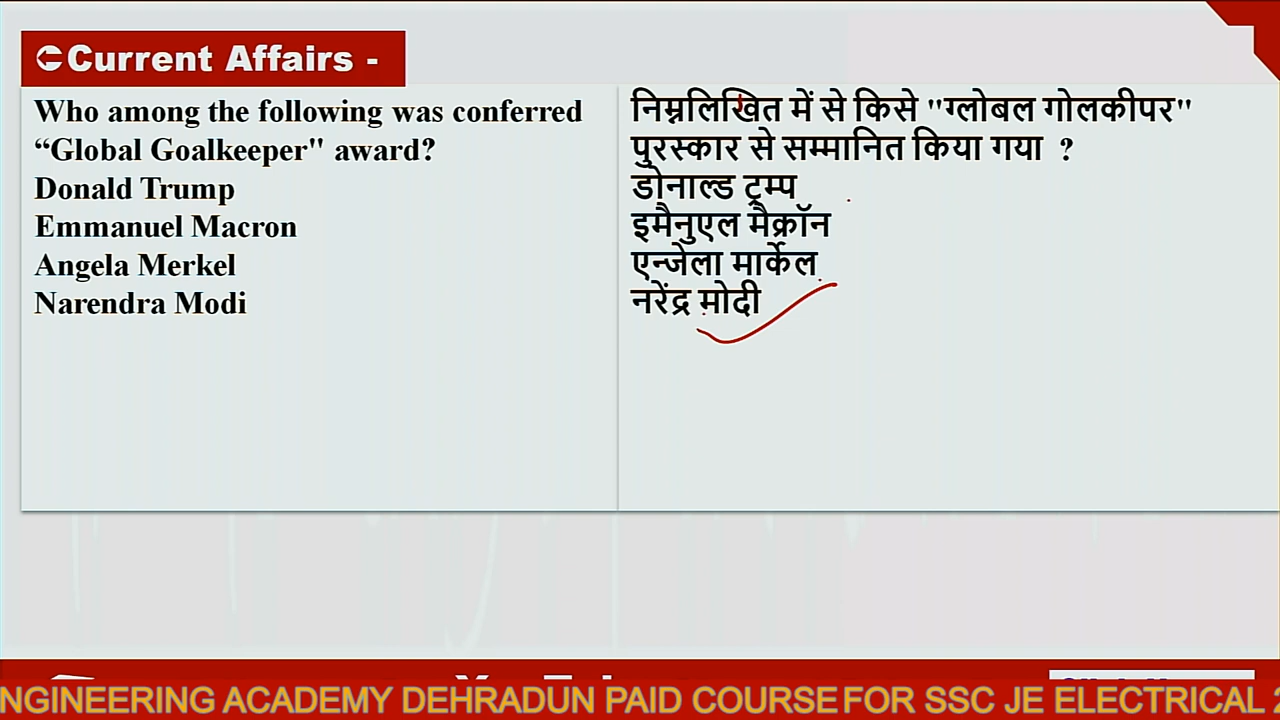 Current Affairs -
Who among the following was conferred
“Global Goalkeeper" award?
Donald Trump
Emmanuel Macron
Angela Merkel
Narendra Modi
निम्नलिखित में से किसे "ग्लोबल गोलकीपर"
पुरस्कार से सम्मानित किया गया ?
डोनाल्ड ट्रम्प
इमैनुएल मैक्रॉन
एन्जेला मार्केल
नरेंद्र मोदी
NGINEERING ACADEMY DEHRADUN PAID COURSE FOR SSC JE ELECTRICAL 2